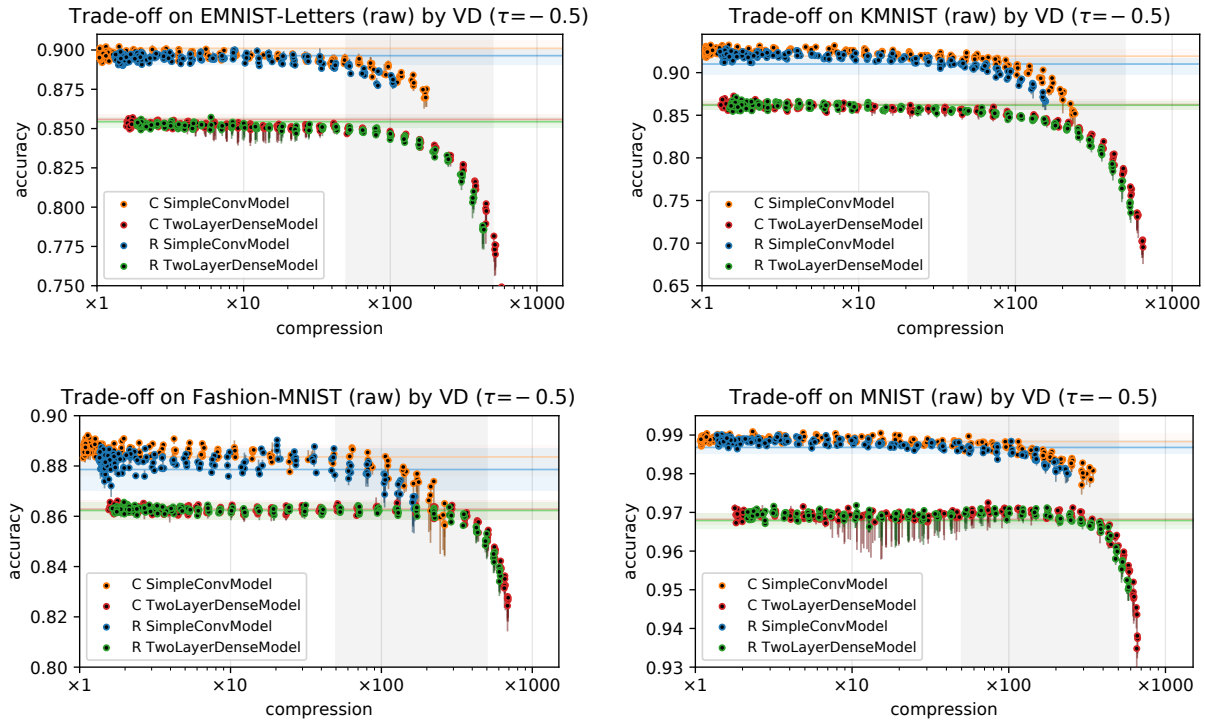 Trade-off on EMNIST-Letters (raw) by VD (τ=−0.5)
accuracy
0.900
0.875
0.850
0.825
0.800
0.775
0.750
C SimpleConvModel
C TwoLayerDenseModel
R SimpleConvModel
R TwoLayerDenseModel
×1 ×10 ×100 ×1000
compression
Trade-off on KMNIST (raw) by VD (τ=−0.5)
accuracy
0.90
0.85
0.80
0.75
0.70
0.65
C SimpleConvModel
C TwoLayerDenseModel
R SimpleConvModel
R TwoLayerDenseModel
×1 ×10 ×100 ×1000
compression
Trade-off on Fashion-MNIST (raw) by VD (τ=−0.5)
accuracy
0.90
0.88
0.86
0.84
0.82
0.80
C SimpleConvModel
C TwoLayerDenseModel
R SimpleConvModel
R TwoLayerDenseModel
×1 ×10 ×100 ×1000
compression
Trade-off on MNIST (raw) by VD (τ=−0.5)
accuracy
0.99
0.98
0.97
0.96
0.95
0.94
0.93
C SimpleConvModel
C TwoLayerDenseModel
R SimpleConvModel
R TwoLayerDenseModel
×1 ×10 ×100 ×1000
compression